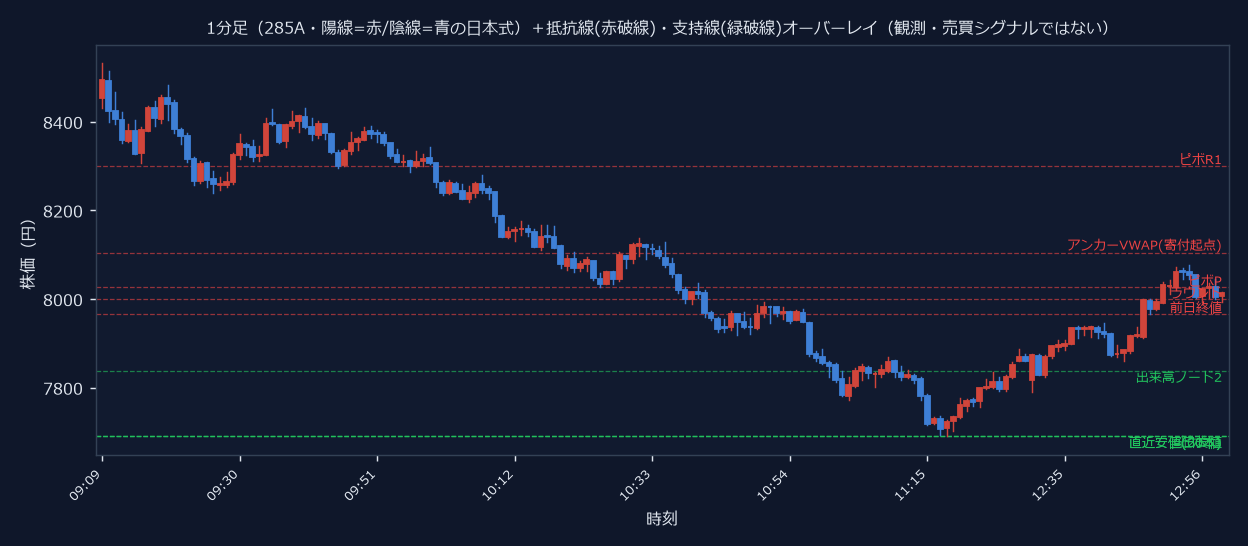 1分足（285A・陽線=赤/陰線=青の日本式）＋抵抗線(赤破線)・支持線(緑破線)オーバーレイ（観測・売買シグナルではない）
株価（円）
8400
8200
8000
7800
ピボR1
アンカーVWAP(寄付起点)
前日終値
出来高ノード2
直近安値
09:09
09:30
09:51
10:12
10:33
10:54
11:15
12:35
12:56
時刻